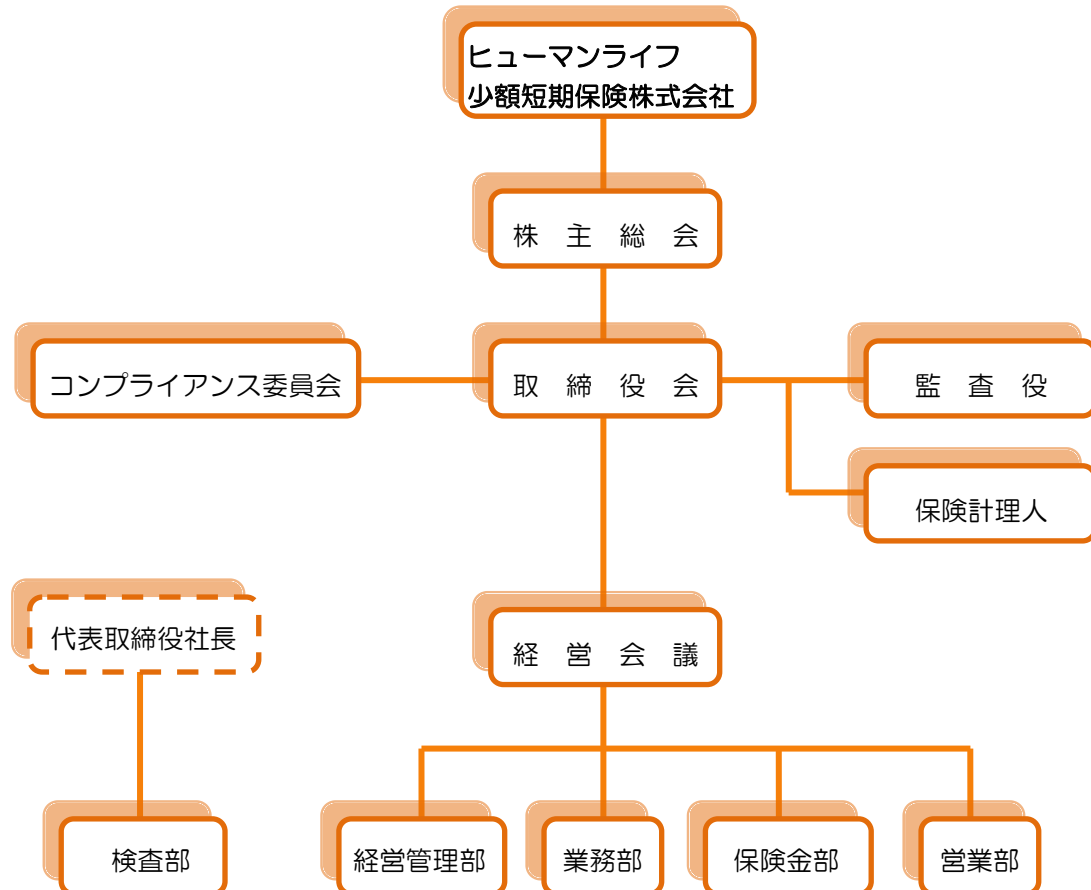 ヒューマンライフ
少額短期保険株式会社
株主総会
コンプライアンス委員会
取締役会
監査役
保険計理人
代表取締役社長
経営会議
検査部
経営管理部
業務部
保険金部
営業部